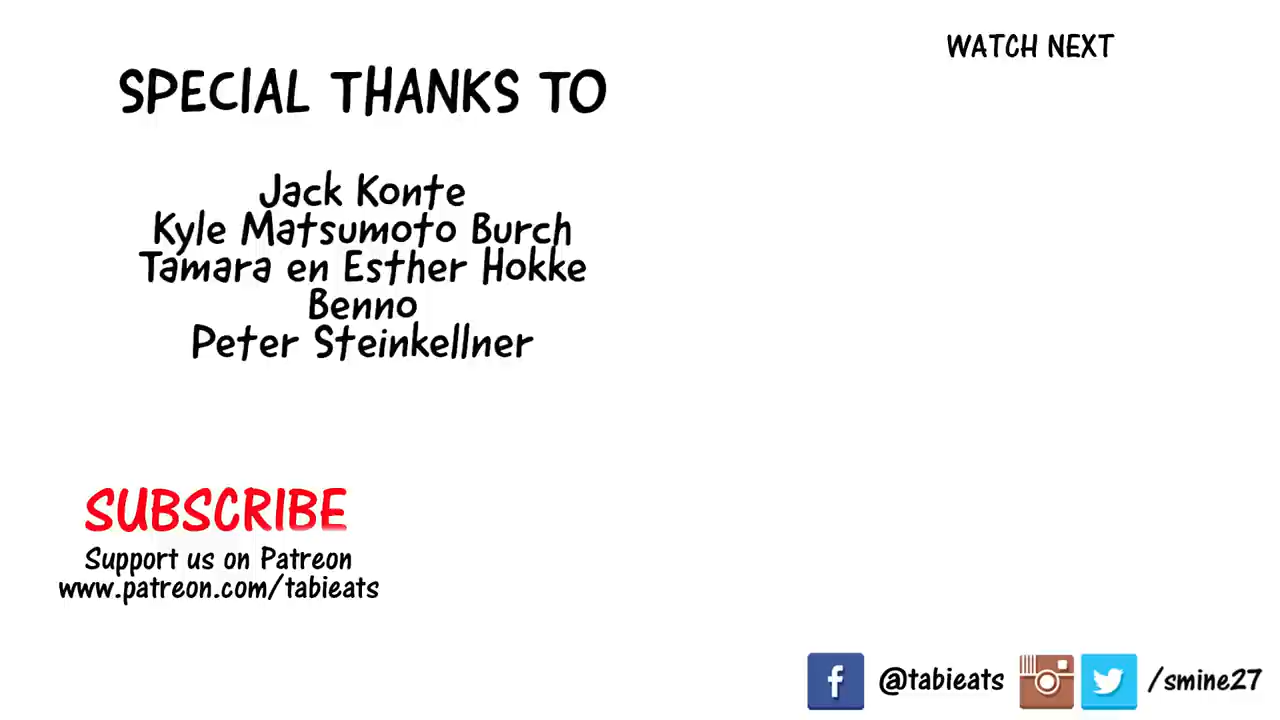 WATCH NEXT
SPECIAL THANKS TO
Jack Konte
Kyle Matsumoto Burch
Tamara en Esther Hokke
Benno
Peter Steinkellner
SUBSCRIBE
Support us on Patreon
www.patreon.com/tabieats
f @tabieats /smine27